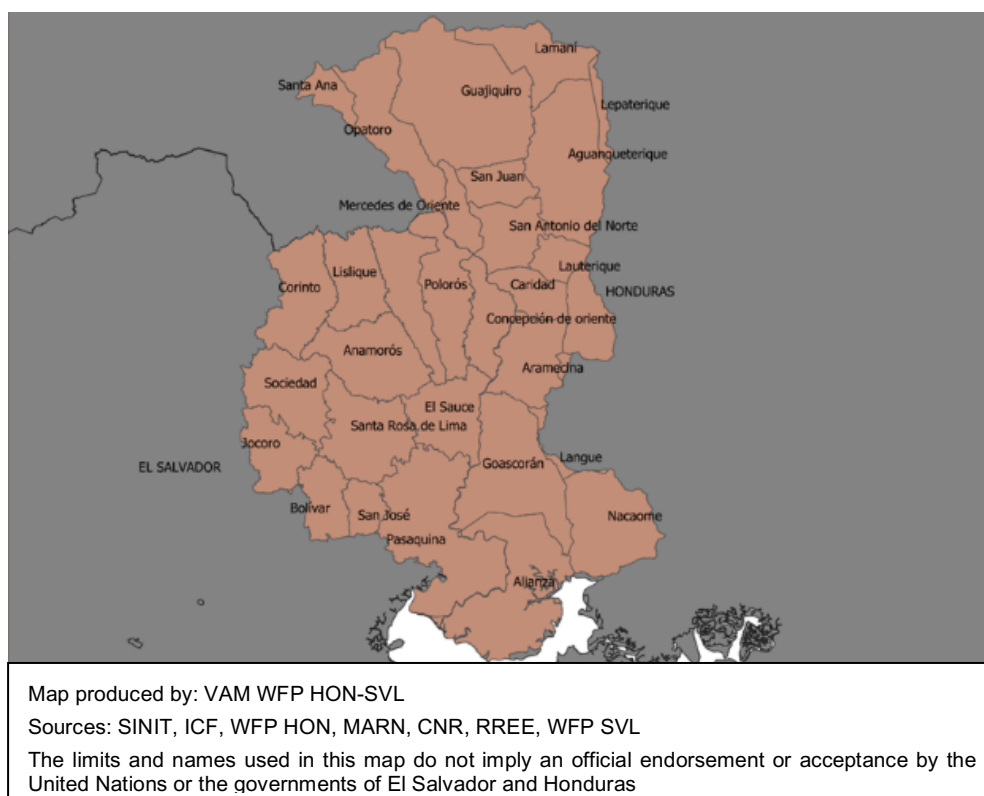 Lamaní
Santa Ana
Guajiquiro
Lepaterique
Opatoro
Aguanqueterique
San Juan
Mercedes de Oriente
San Antonio del Norte
Lauterique
Lislique
Corinto
Polorós
Caridad
HONDURAS
Concepción de oriente
Anamorós
Aramecina
Sociedad
El Sauce
Santa Rosa de Lima
Jocoro
Langue
EL SALVADOR
Goascorán
Bolívar
San José
Nacaome
Pasaquina
Alianza
Map produced by: VAM WFP HON-SVL
Sources: SINIT, ICF, WFP HON, MARN, CNR, RREE, WFP SVL
The limits and names used in this map do not imply an official endorsement or acceptance by the
United Nations or the governments of El Salvador and Honduras